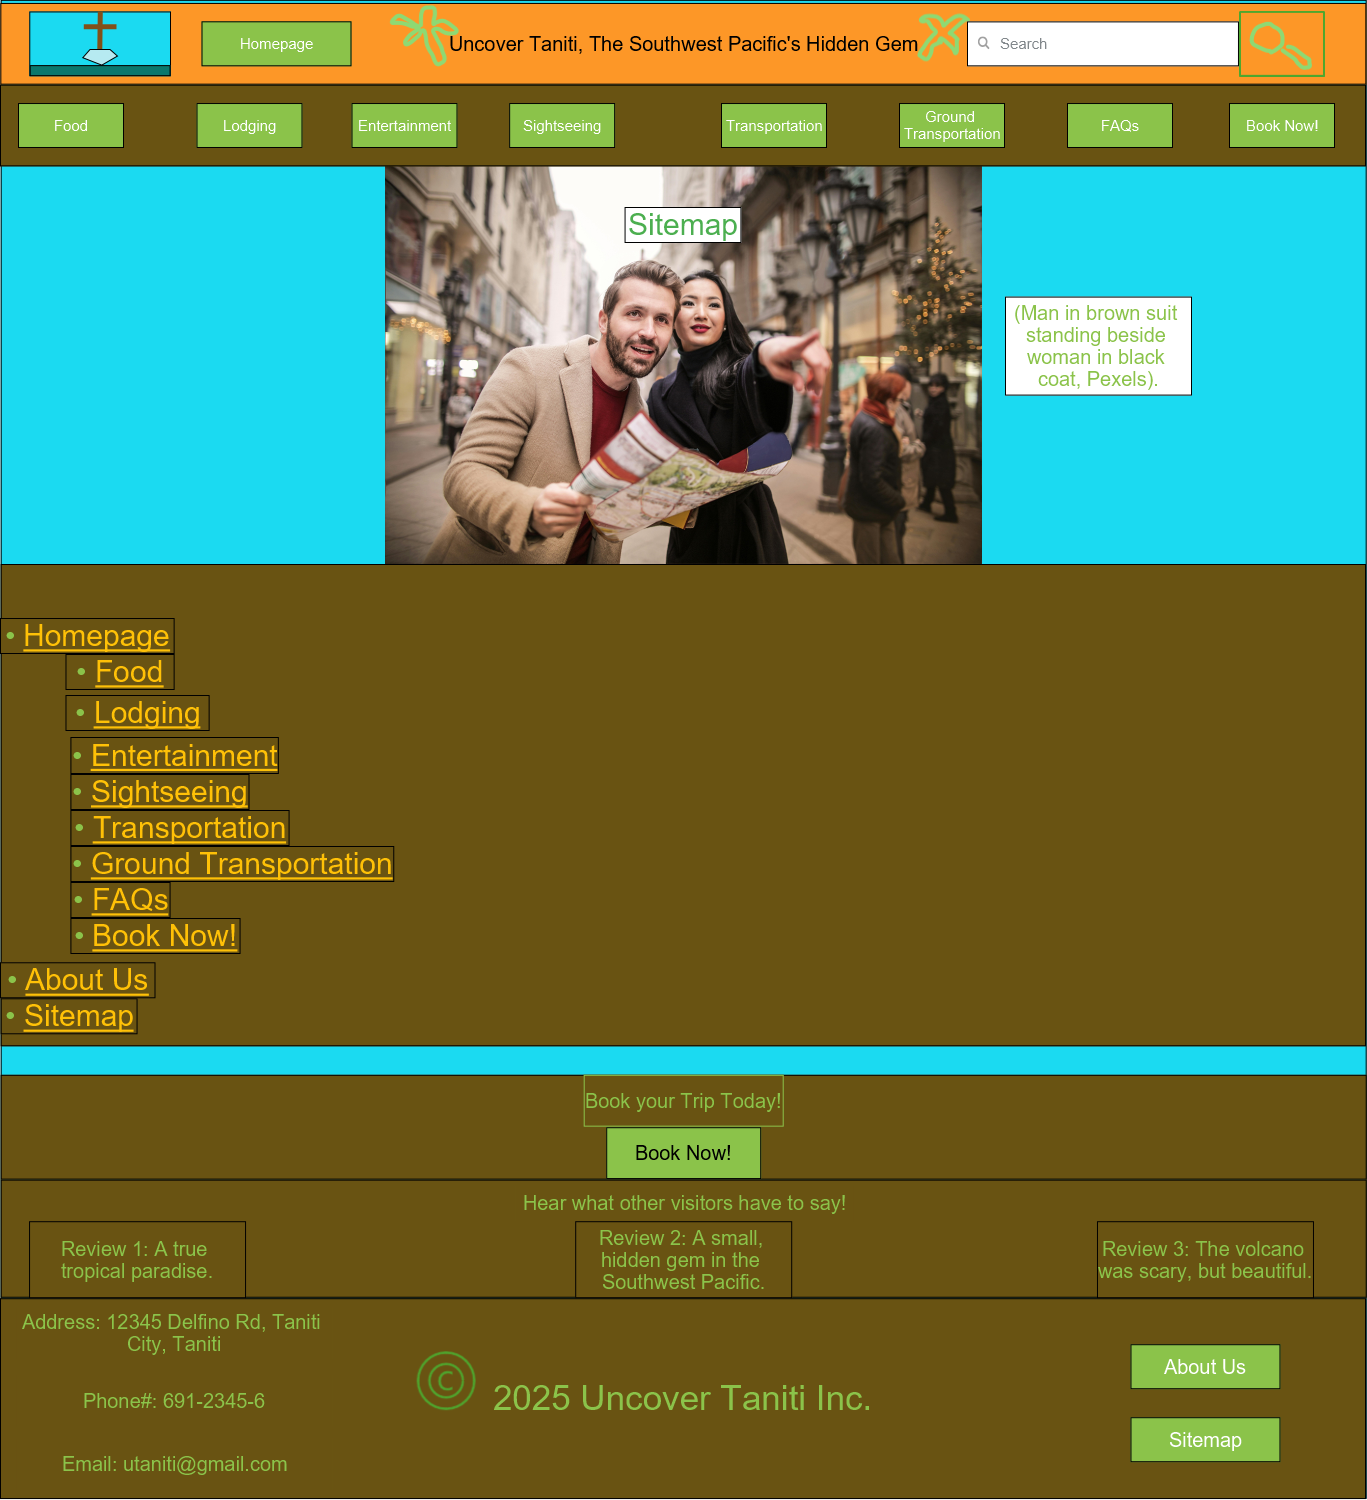 Homepage
Uncover Taniti, The Southwest Pacific's Hidden Gem
Search
Food
Lodging
Entertainment
Sightseeing
Transportation
Ground
Transportation
FAQs
Book Now!
Sitemap
(Man in brown suit
standing beside
woman in black
coat, Pexels).
• Homepage
• Food
• Lodging
• Entertainment
• Sightseeing
• Transportation
• Ground Transportation
• FAQs
• Book Now!
• About Us
• Sitemap
Book your Trip Today!
Book Now!
Hear what other visitors have to say!
Review 1: A true
tropical paradise.
Review 2: A small,
hidden gem in the
Southwest Pacific.
Review 3: The volcano
was scary, but beautiful.
Address: 12345 Delfino Rd, Taniti
City, Taniti
Phone#: 691-2345-6
Email: utaniti@gmail.com
© 2025 Uncover Taniti Inc.
About Us
Sitemap